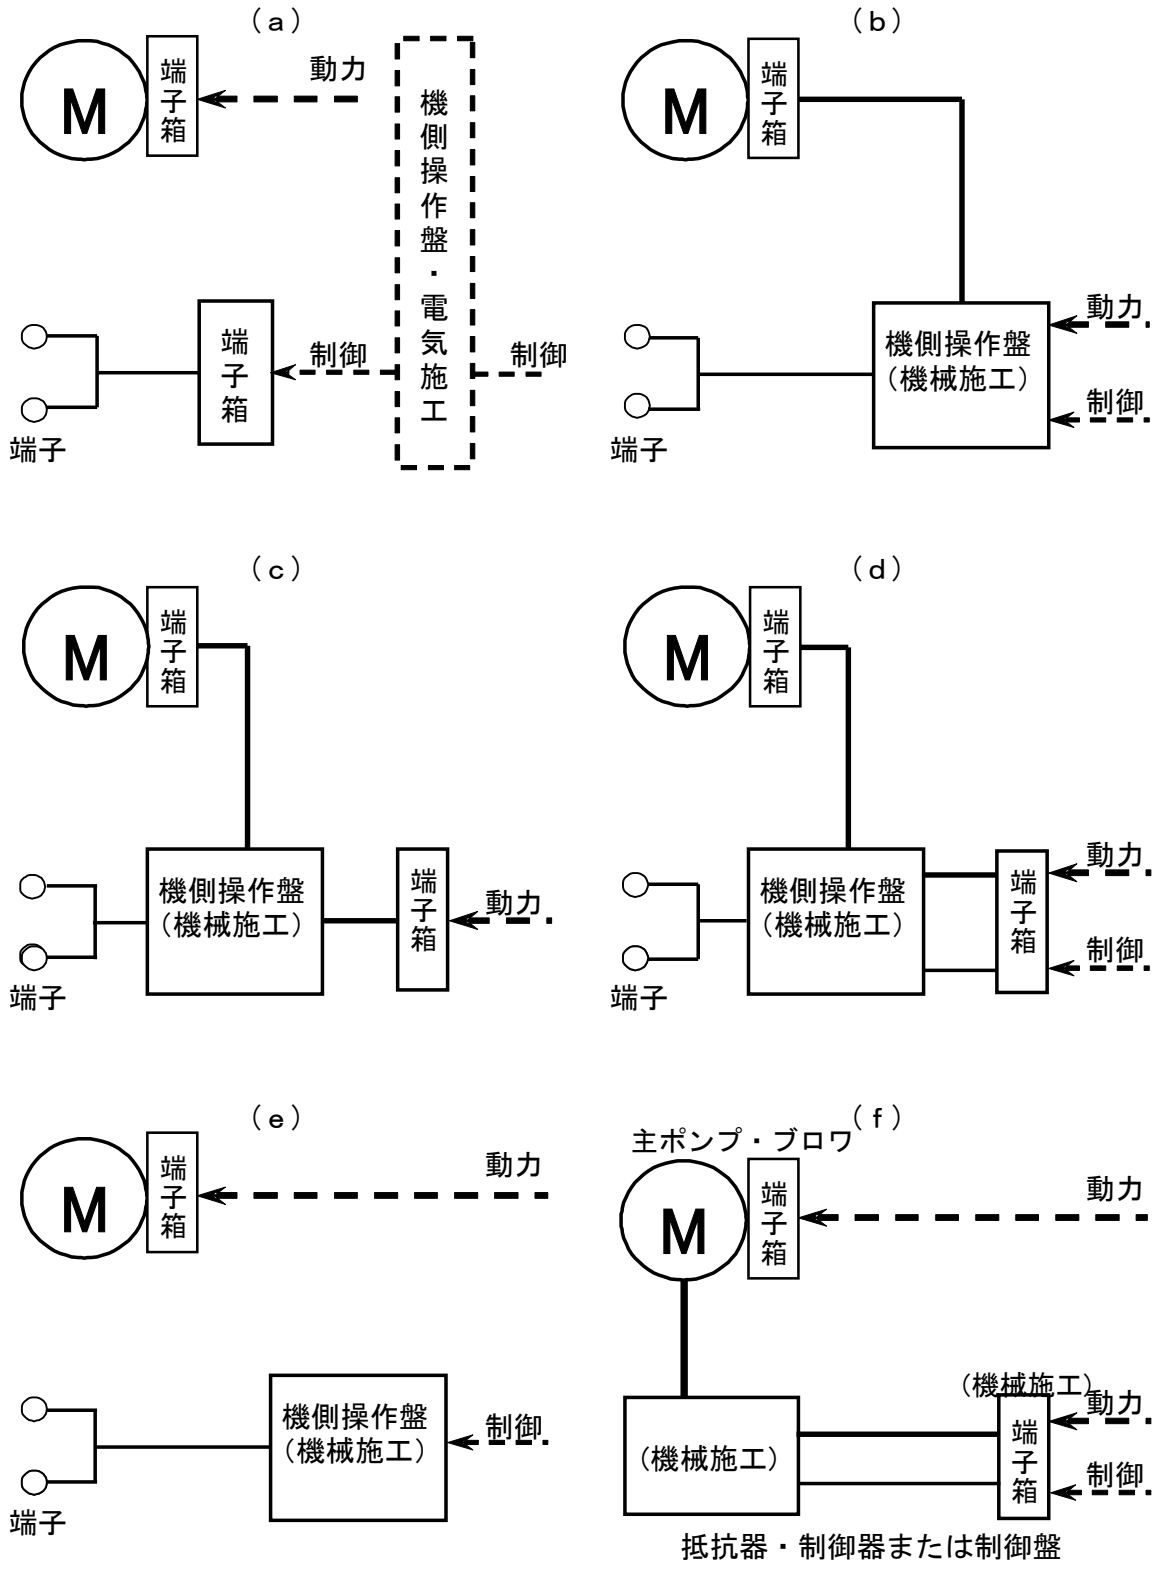 （a）
M
端子箱
動力
機側操作盤・電気施工
端子箱
制御
制御
端子
（b）
M
端子箱
機側操作盤
（機械施工）
動力
制御
端子
（c）
M
端子箱
機側操作盤
（機械施工）
端子箱
動力
端子
（d）
M
端子箱
機側操作盤
（機械施工）
端子箱
動力
制御
端子
（e）
M
端子箱
動力
機側操作盤
（機械施工）
制御
端子
（f）
主ポンプ・ブロワ
M
端子箱
動力
（機械施工）
動力
（機械施工）
端子箱
制御
抵抗器・制御器または制御盤